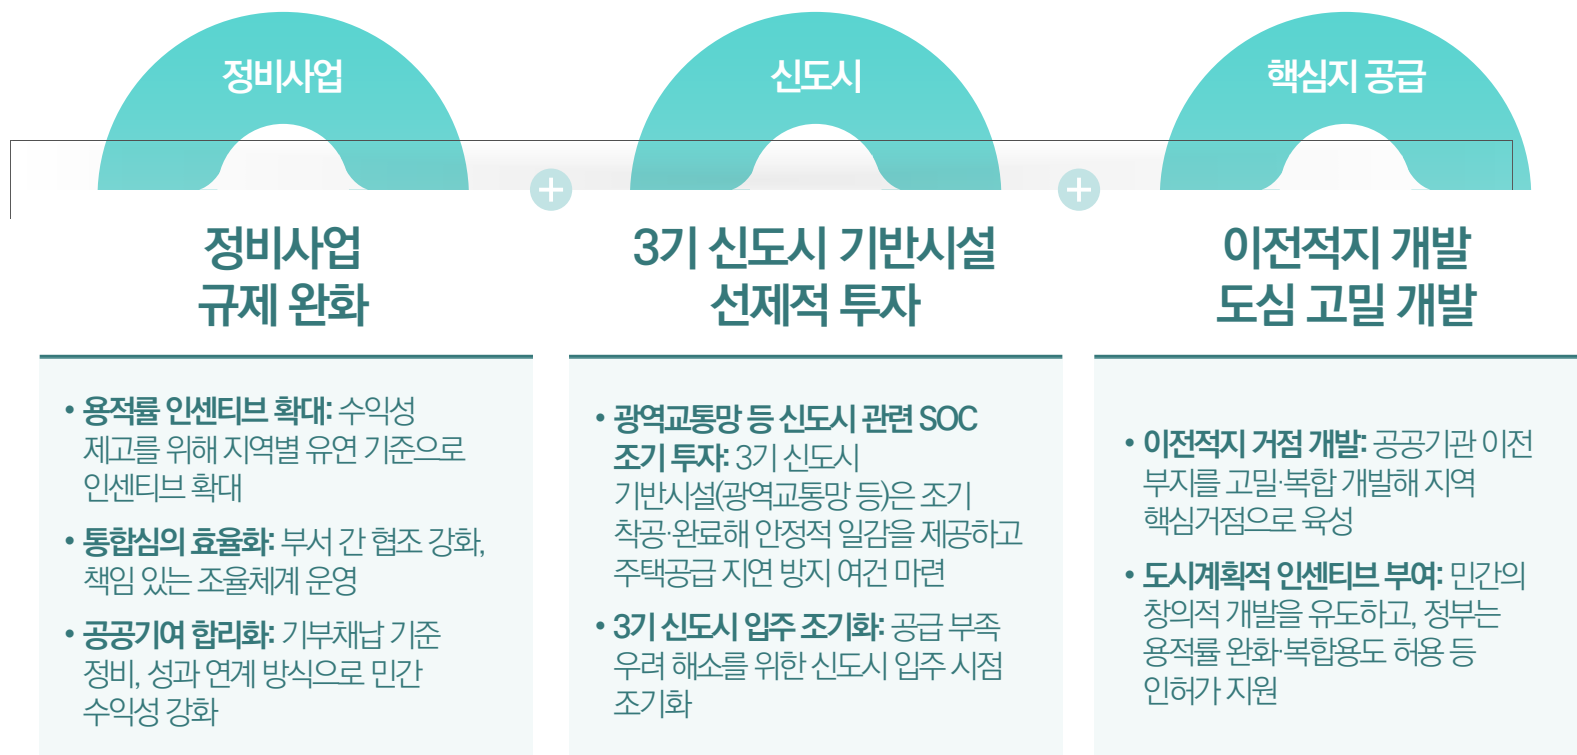 정비사업
신도시
핵심지 공급
정비사업
규제 완화
3기 신도시 기반시설
선제적 투자
이전적지 개발
도심 고밀 개발
• 용적률 인센티브 확대: 수익성
제고를 위해 지역별 유연 기준으로
인센티브 확대
• 통합심의 효율화: 부서 간 협조 강화,
책임 있는 조율체계 운영
• 공공기여 합리화: 기부채납 기준
정비, 성과 연계 방식으로 민간
수익성 강화
• 광역교통망 등 신도시 관련 SOC
조기 투자: 3기 신도시
기반시설(광역교통망 등)은 조기
착공·완료해 안정적 일감을 제공하고
주택공급 지연 방지 여건 마련
• 3기 신도시 입주 조기화: 공급 부족
우려 해소를 위한 신도시 입주 시점
조기화
• 이전적지 거점 개발: 공공기관 이전
부지를 고밀·복합 개발해 지역
핵심거점으로 육성
• 도시계획적 인센티브 부여: 민간의
창의적 개발을 유도하고, 정부는
용적률 완화·복합용도 허용 등
인허가 지원